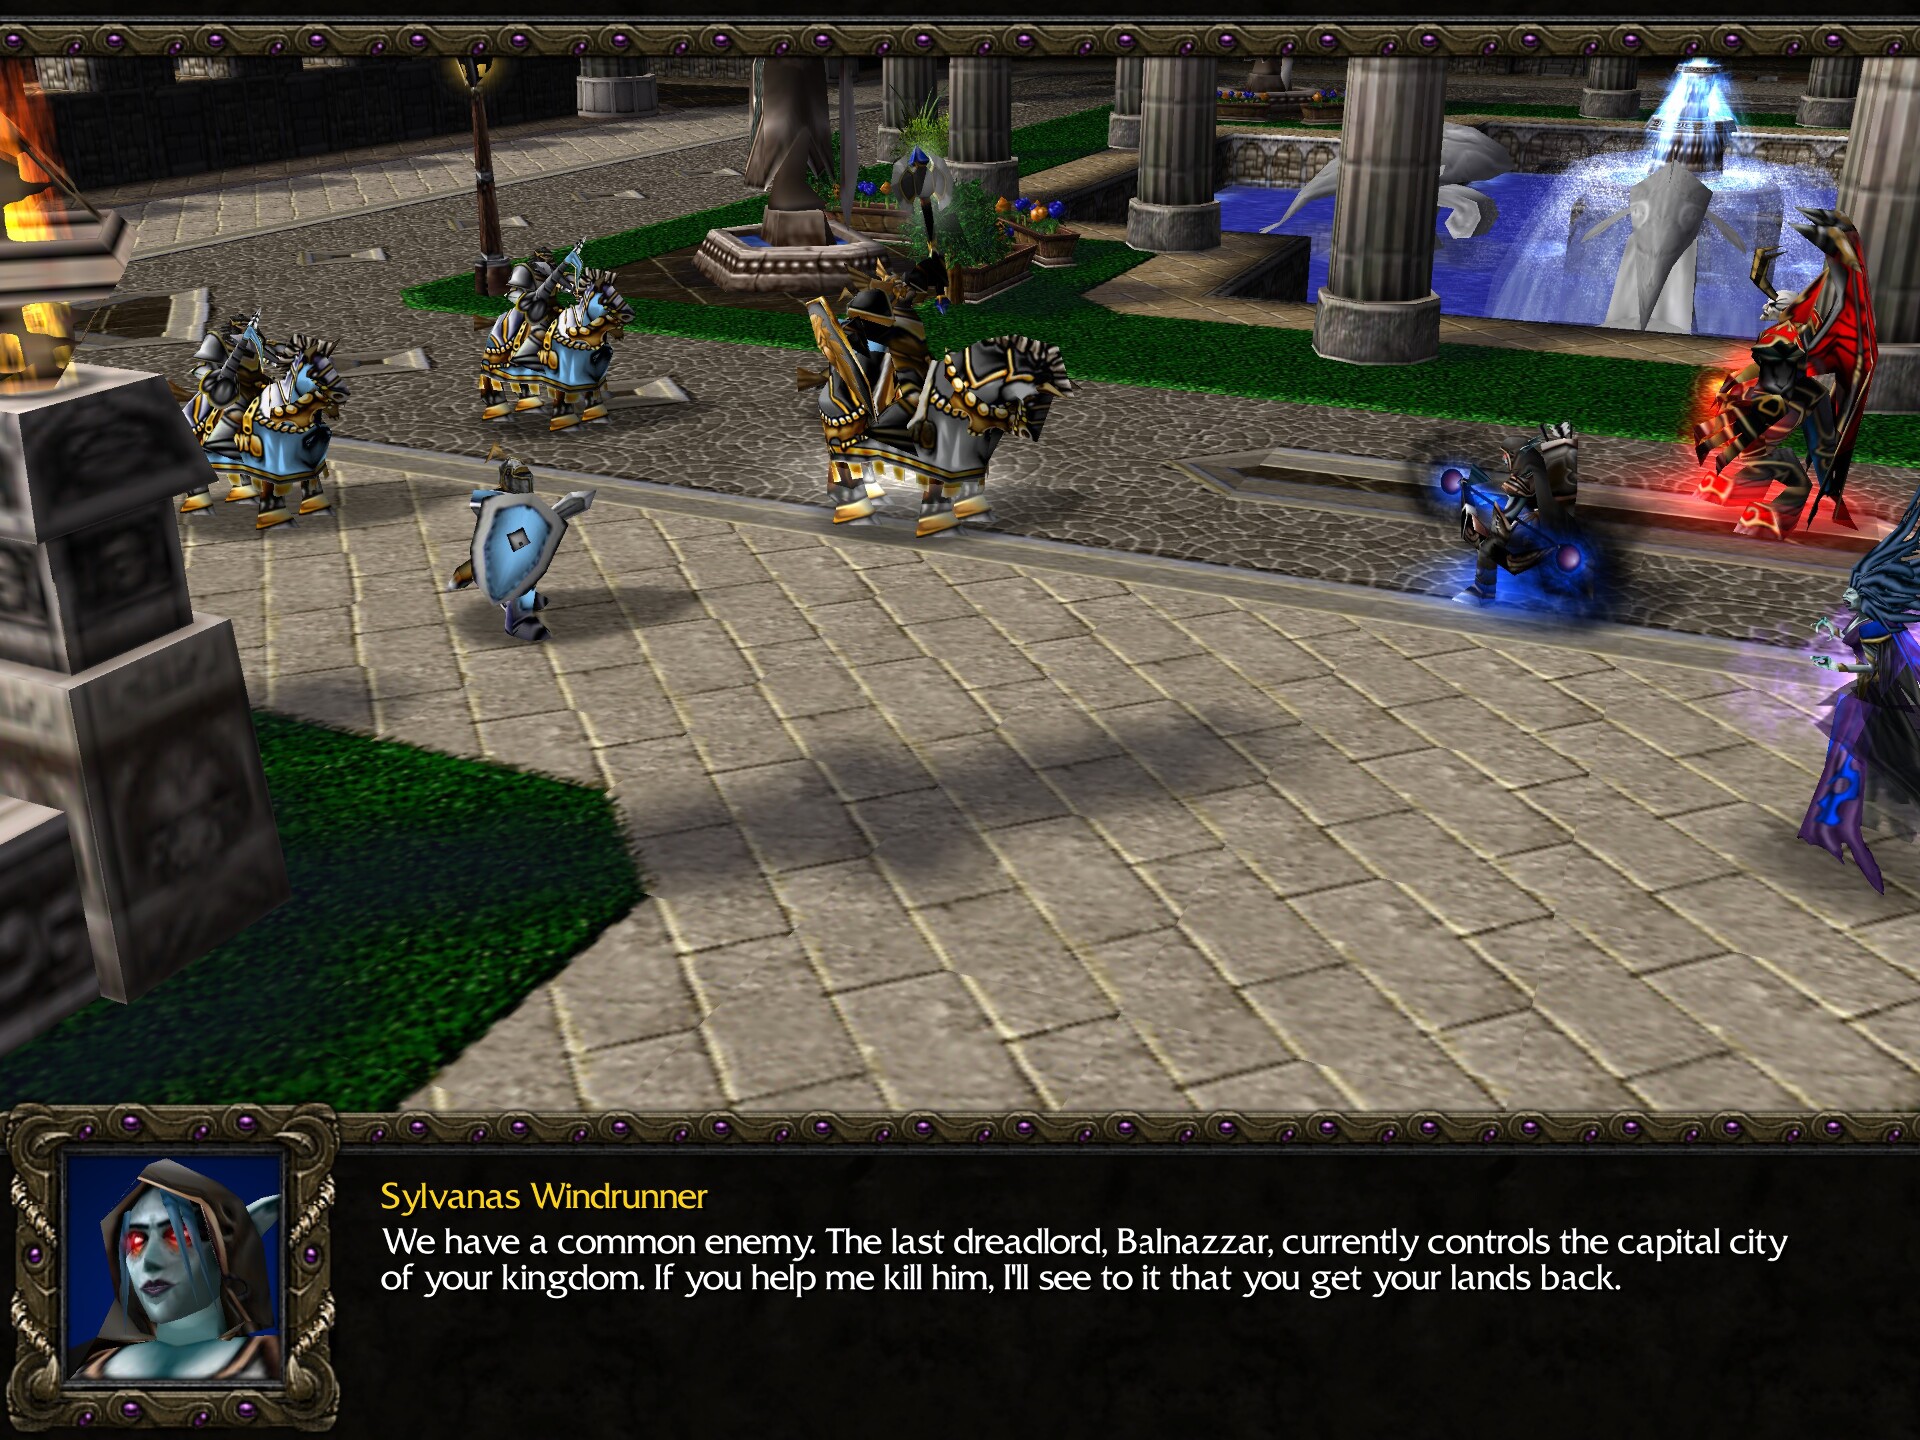 Sylvanas Windrunner
We have a common enemy. The last dreadlord, Balnazzar, currently controls the capital city
of your kingdom. If you help me kill him, I'll see to it that you get your lands back.